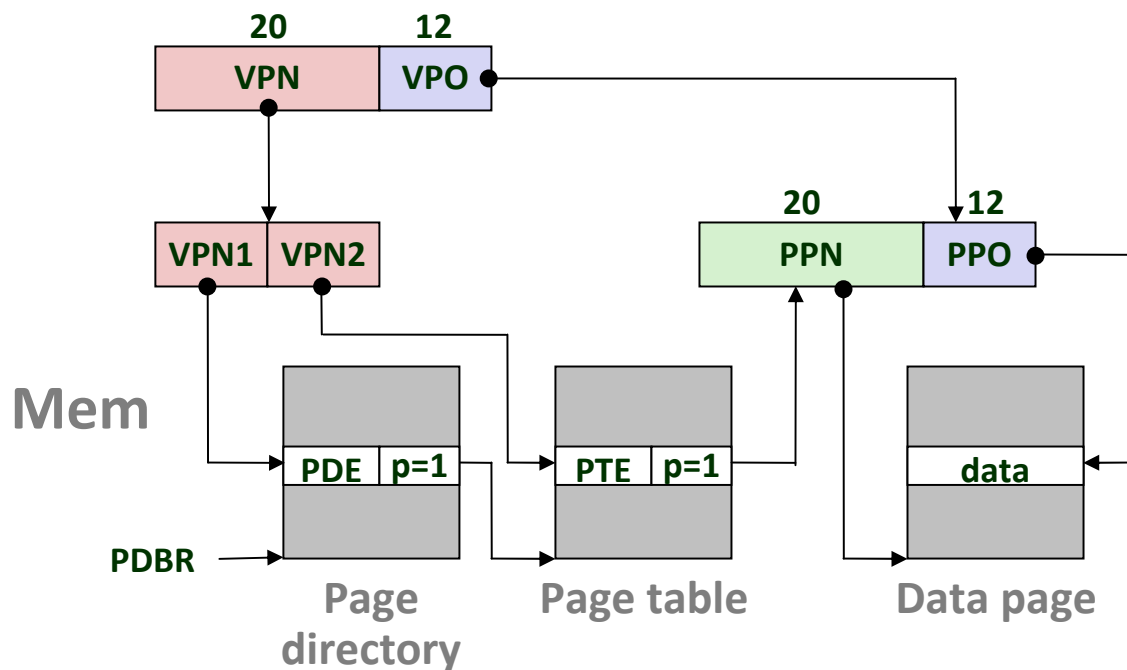 20 12
VPN VPO
20 12
VPN1 VPN2 PPN PPO
Mem
PDE p=1 PTE p=1 data
PDBR
Page directory
Page table
Data page